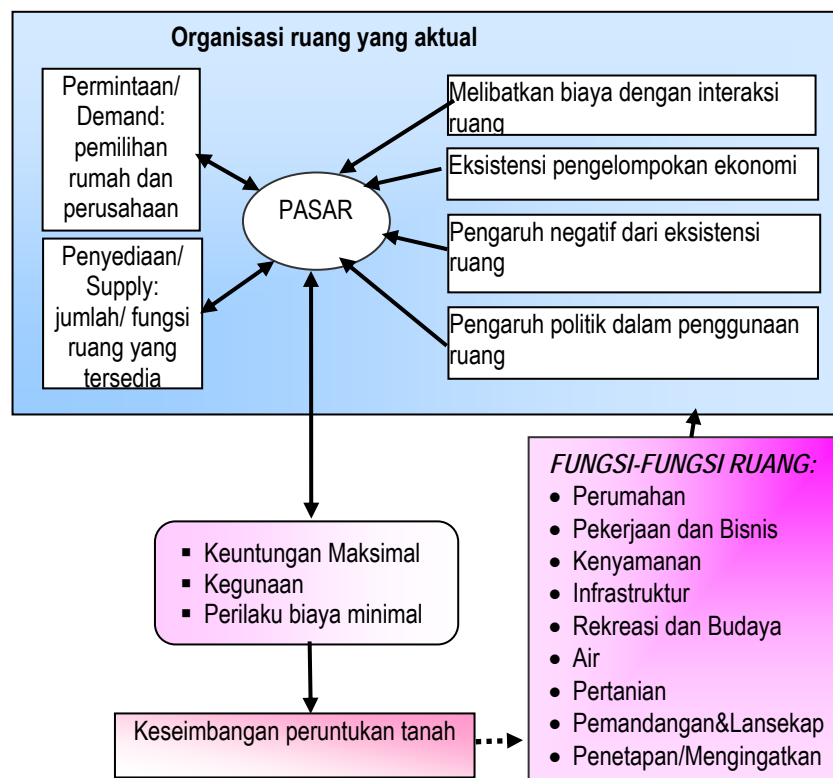 Organisasi ruang yang aktual
Permintaan/
Demand:
pemilihan
rumah dan
perusahaan
Penyediaan/
Supply:
jumlah/ fungsi
ruang yang
tersedia
PASAR
Melibatkan biaya dengan interaksi
ruang
Eksistensi pengelompokan ekonomi
Pengaruh negatif dari eksistensi
ruang
Pengaruh politik dalam penggunaan
ruang
▪ Keuntungan Maksimal
▪ Kegunaan
▪ Perilaku biaya minimal
Keseimbangan peruntukan tanah
FUNGSI-FUNGSI RUANG:
• Perumahan
• Pekerjaan dan Bisnis
• Kenyamanan
• Infrastruktur
• Rekreasi dan Budaya
• Air
• Pertanian
• Pemandangan&Lansekap
• Penetapan/Mengingatkan